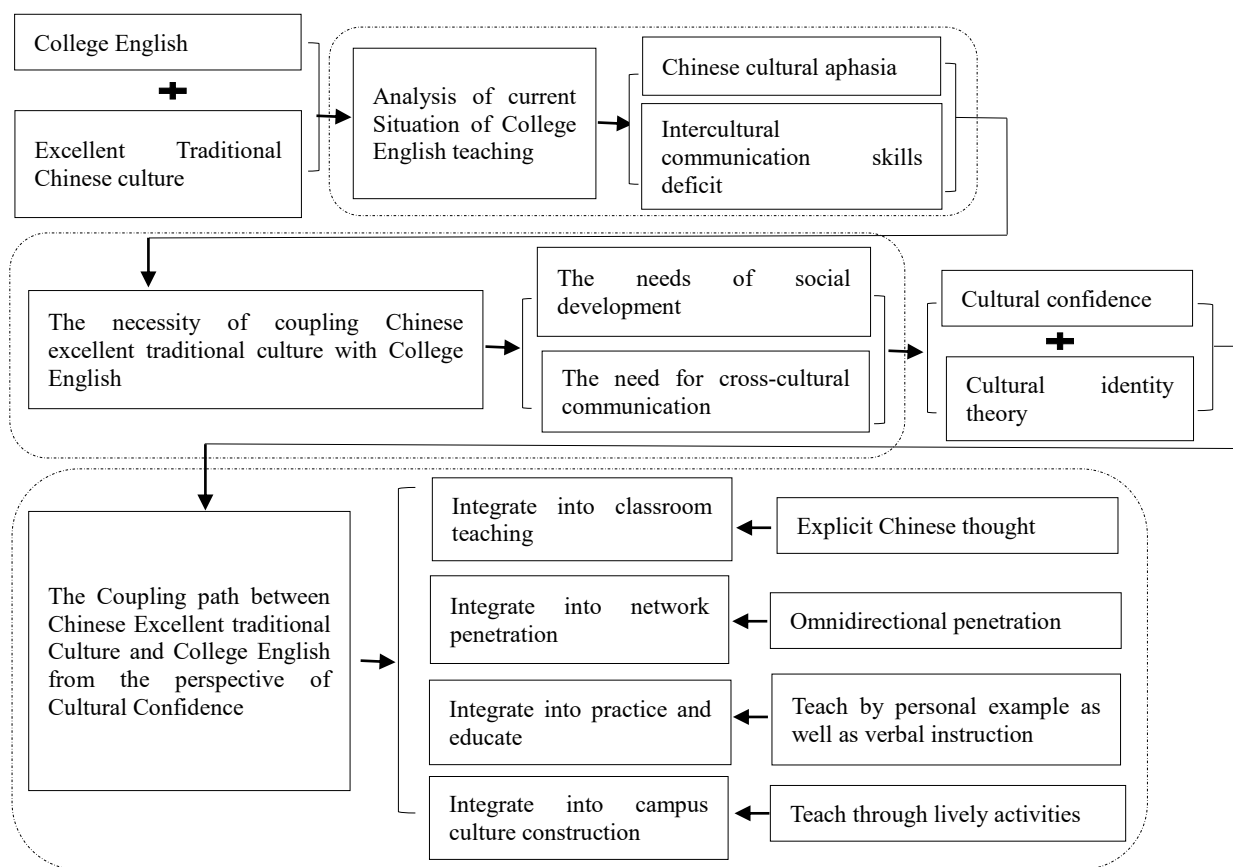 College English
Excellent Traditional
Chinese culture
Analysis of current
Situation of College
English teaching
Chinese cultural aphasia
Intercultural
communication skills
deficit
The necessity of coupling Chinese
excellent traditional culture with College
English
The needs of social
development
The need for cross-cultural
communication
Cultural confidence
Cultural identity
theory
The Coupling path between
Chinese Excellent traditional
Culture and College English
from the perspective of
Cultural Confidence
Integrate into classroom
teaching
Explicit Chinese thought
Integrate into network
penetration
Omnidirectional penetration
Integrate into practice and
educate
Teach by personal example as
well as verbal instruction
Integrate into campus
culture construction
Teach through lively activities